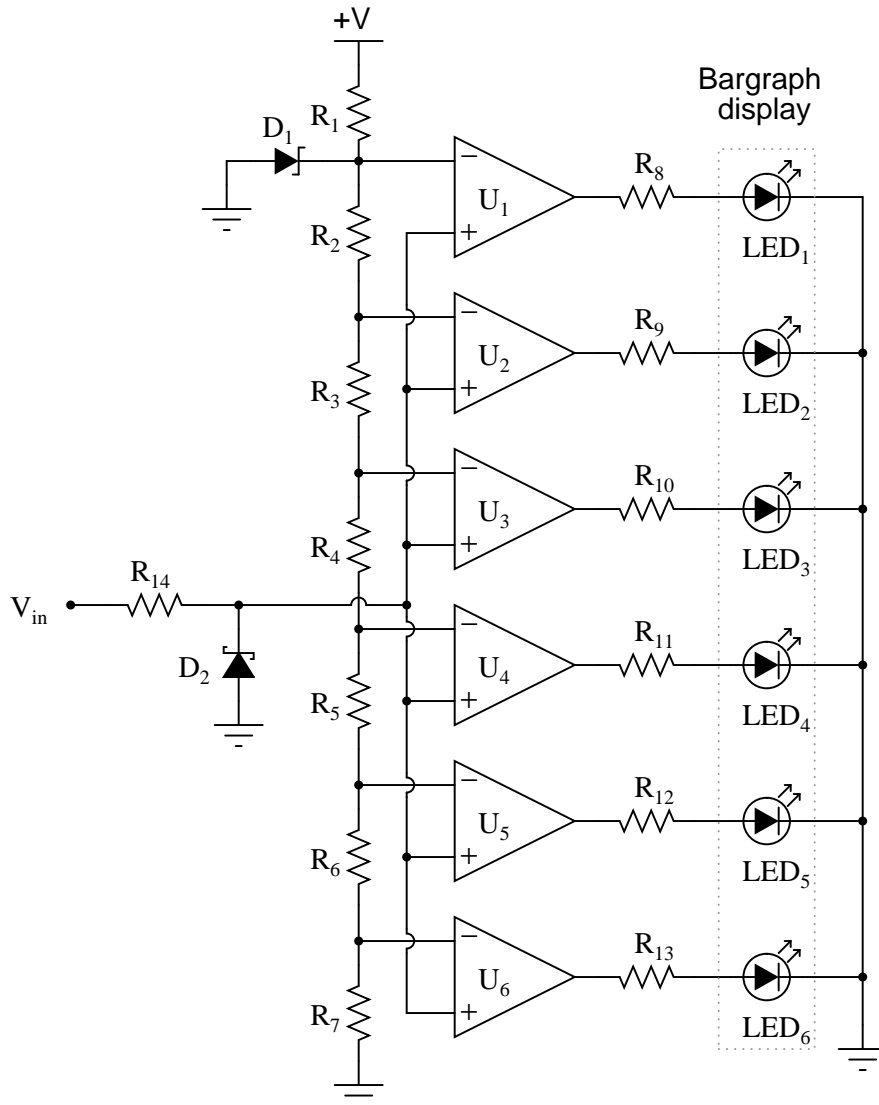 +V
Bargraph
display
R1
D1
R8
−
U1
+
LED1
R2
R9
−
U2
+
LED2
R3
R10
−
U3
+
LED3
R4
R14
Vin
R11
−
U4
+
LED4
D2
R5
R12
−
U5
+
LED5
R6
R13
−
U6
+
LED6
R7